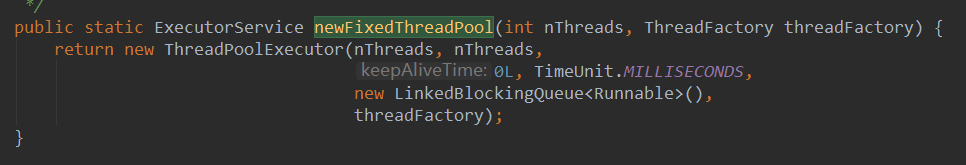 */
public static ExecutorService newFixedThreadPool(int nThreads, ThreadFactory threadFactory) {
return new ThreadPoolExecutor(nThreads, nThreads,
keepAliveTime: 0L, TimeUnit.MILLISECONDS,
new LinkedBlockingQueue<Runnable>(),
threadFactory);
}